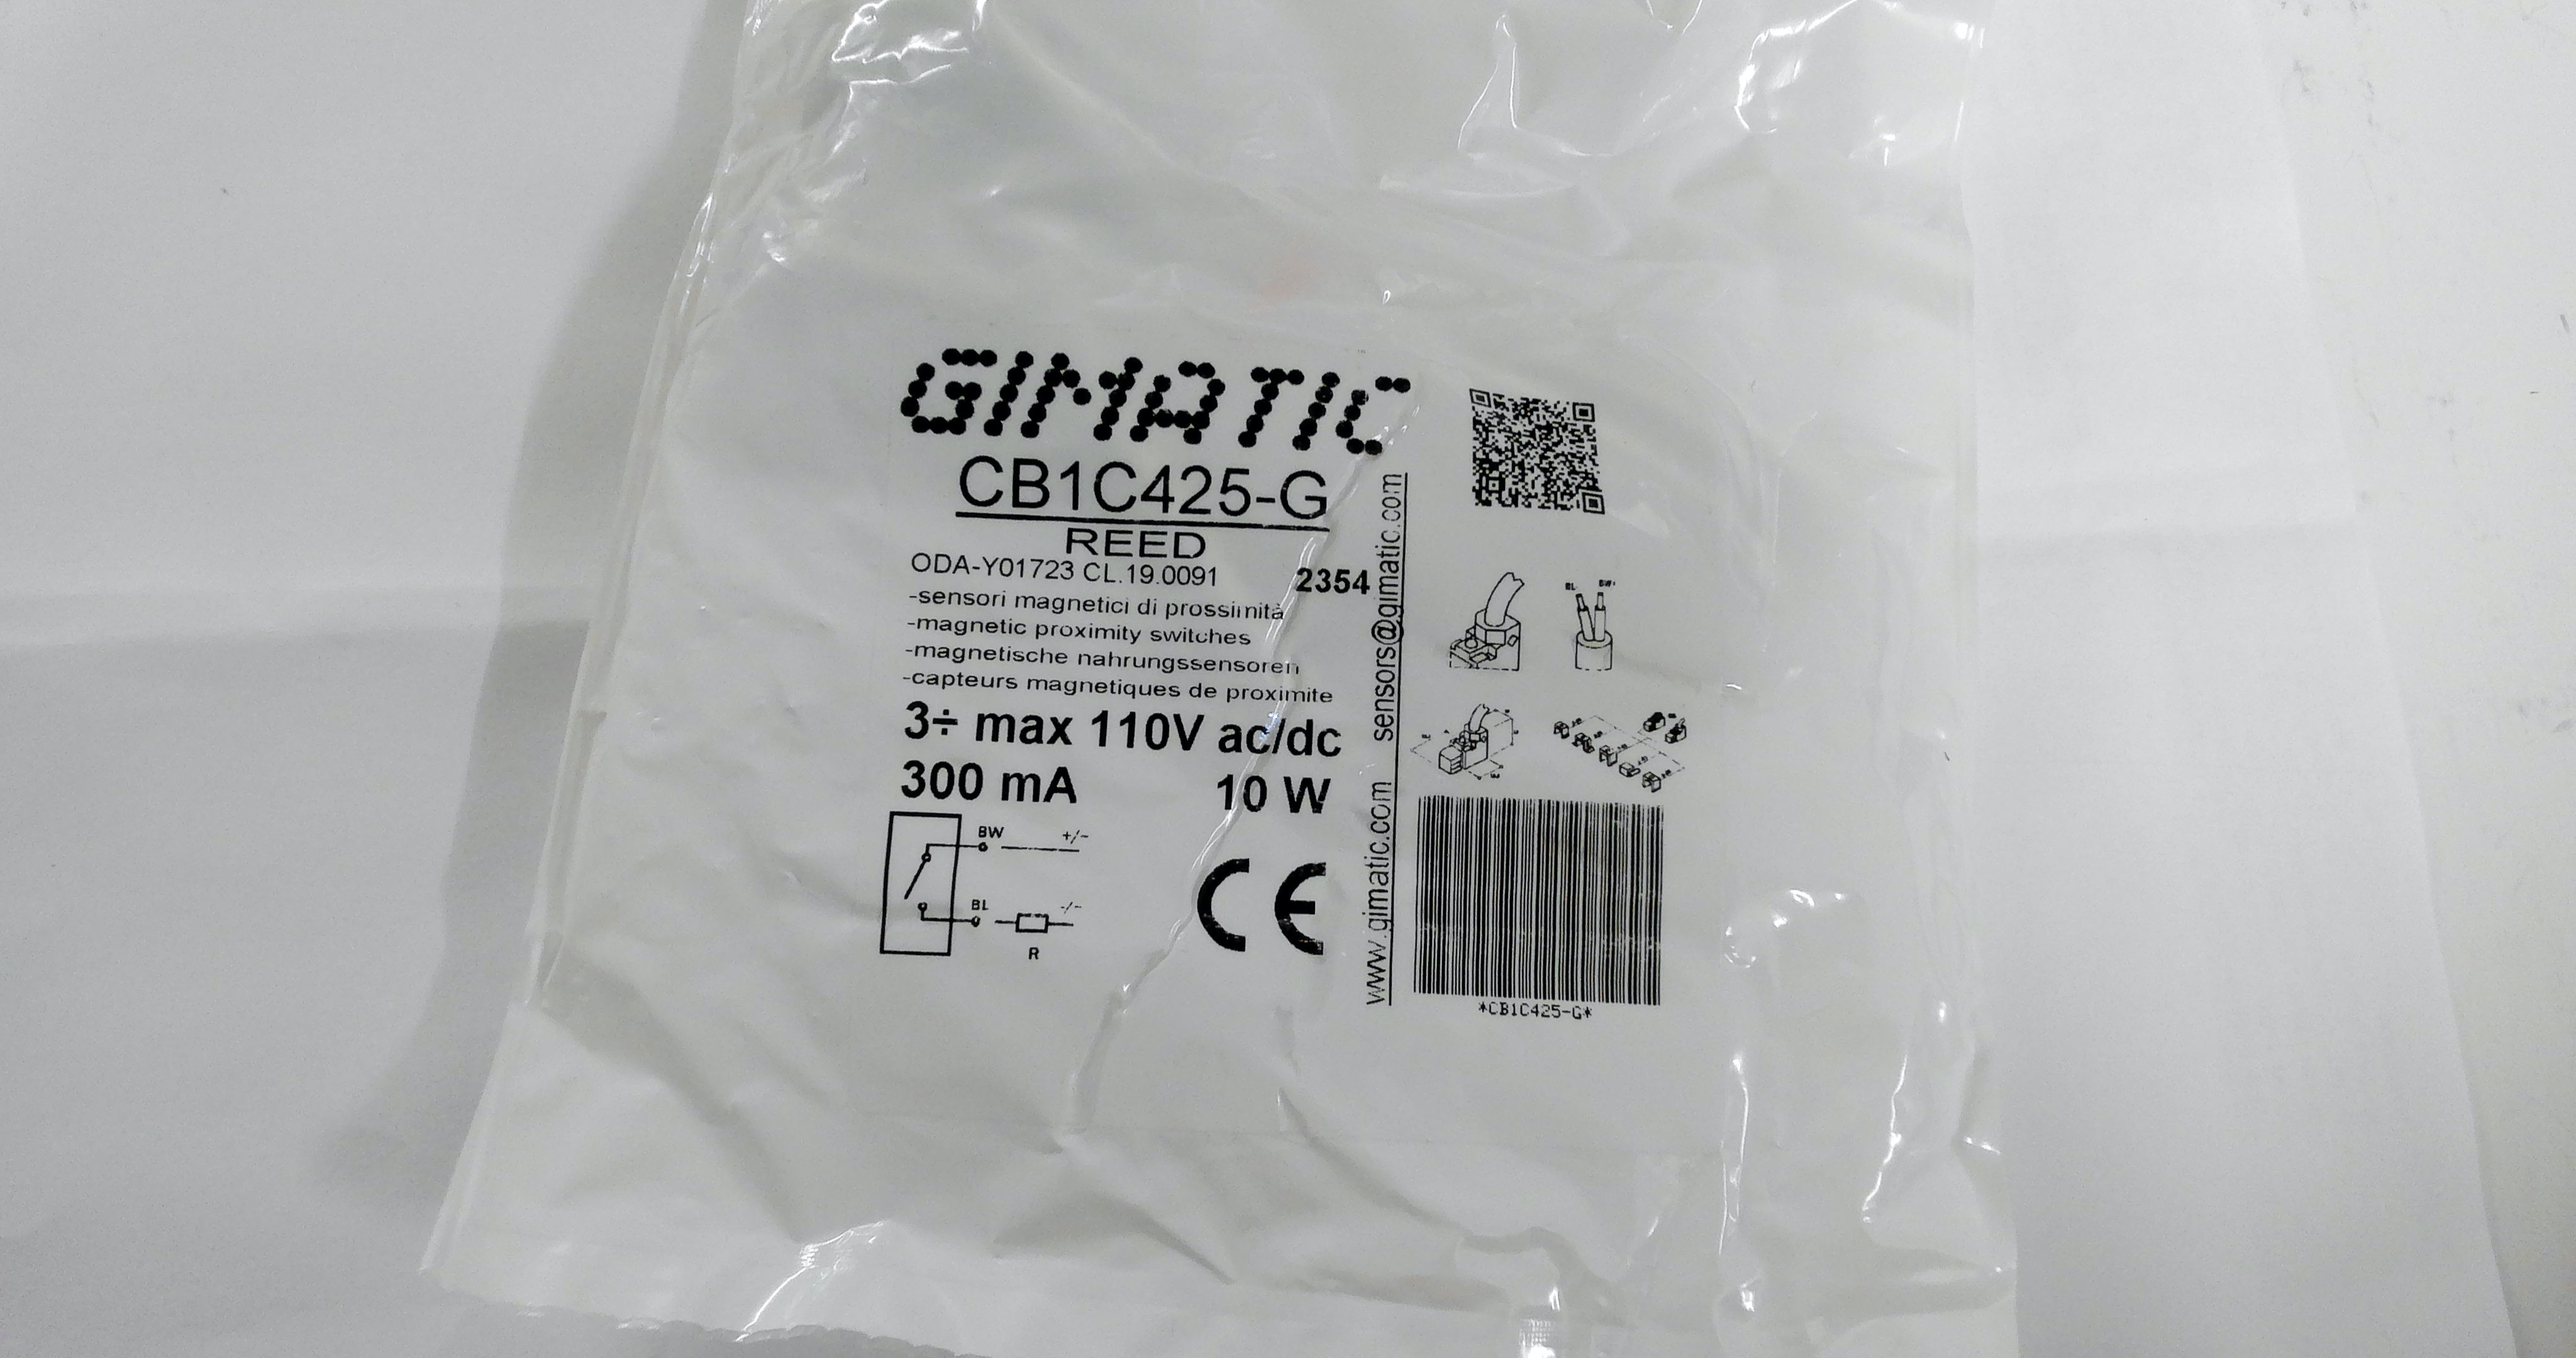 GIMATIC
CB1C425-G
REED
ODA-Y01723 CL.19.0091
2354
-sensori magnetici di prossimità
-magnetic proximity switches
-magnetische nahrungssensoren
-capteurs magnetiques de proximite
3÷ max 110V ac/dc
300 mA 10 W
BW +/-
BL -/-
R
CE
www.gimatic.com sensors@gimatic.com
BL BW
*CB1C425-G*